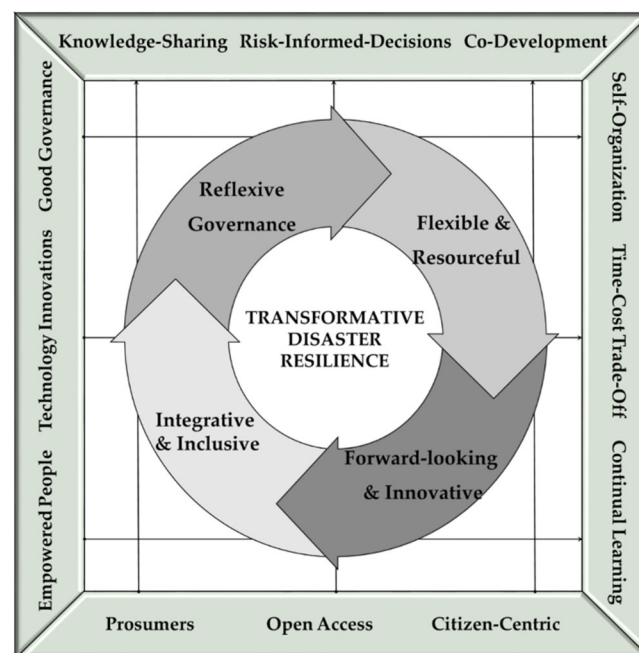 Knowledge-Sharing Risk-Informed-Decisions Co-Development
Good Governance
Technology Innovations
Empowered People
Self-Organization
Time-Cost Trade-Off
Continual Learning
Reflexive
Governance
Flexible &
Resourceful
TRANSFORMATIVE
DISASTER
RESILIENCE
Integrative
& Inclusive
Forward-looking
& Innovative
Prosumers Open Access Citizen-Centric